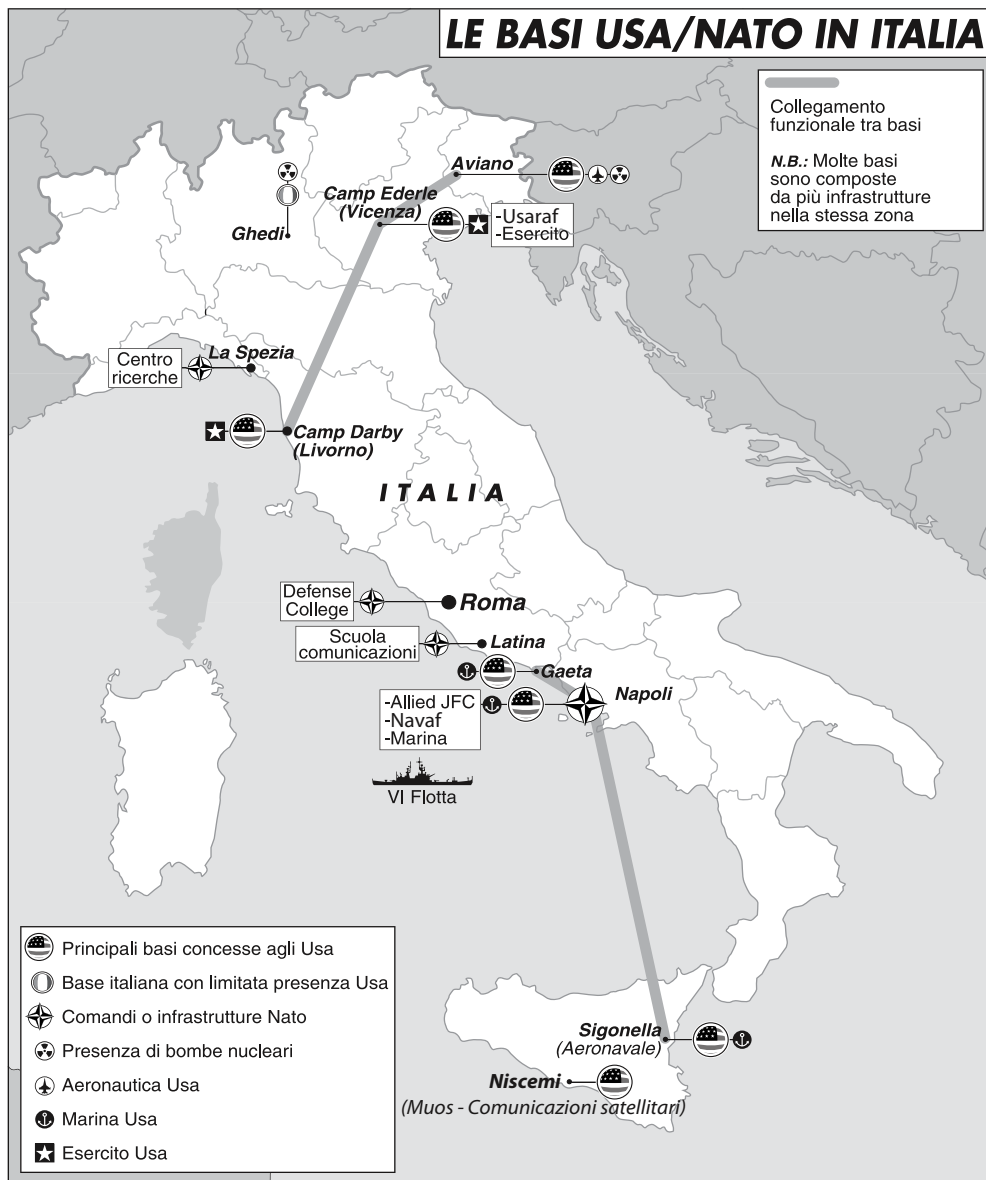 LE BASI USA/NATO IN ITALIA
Collegamento
funzionale tra basi
N.B.: Molte basi
sono composte
da più infrastrutture
nella stessa zona
Aviano
Camp Ederle
(Vicenza)
-Usaraf
-Esercito
Ghedi
La Spezia
Centro
ricerche
Camp Darby
(Livorno)
ITALIA
Defense
College
Roma
Scuola
comunicazioni
Latina
Gaeta
Napoli
-Allied JFC
-Navaf
-Marina
VI Flotta
Sigonella
(Aeronavale)
Niscemi
(Muos - Comunicazioni satellitari)
Principali basi concesse agli Usa
Base italiana con limitata presenza Usa
Comandi o infrastrutture Nato
Presenza di bombe nucleari
Aeronautica Usa
Marina Usa
Esercito Usa